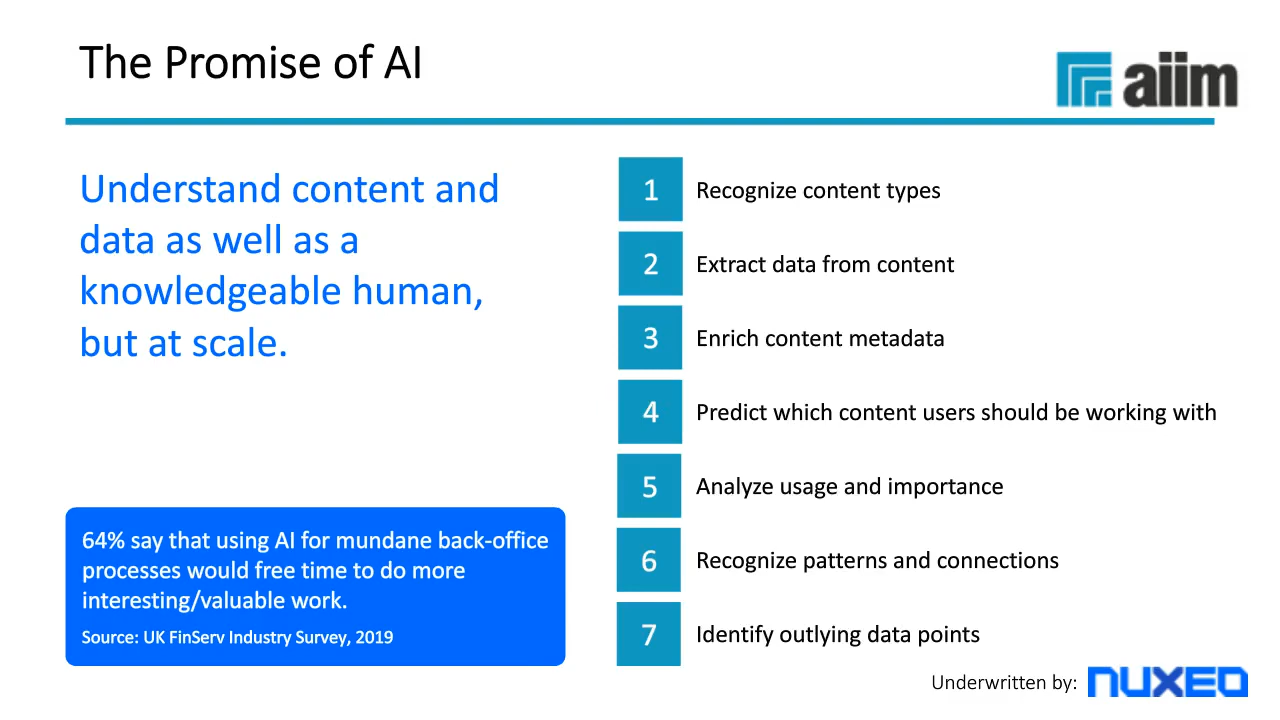 The Promise of AI
aiim
Understand content and
data as well as a
knowledgeable human,
but at scale.
64% say that using AI for mundane back-office
processes would free time to do more
interesting/valuable work.
Source: UK FinServ Industry Survey, 2019
1 Recognize content types
2 Extract data from content
3 Enrich content metadata
4 Predict which content users should be working with
5 Analyze usage and importance
6 Recognize patterns and connections
7 Identify outlying data points
Underwritten by: nuxeo